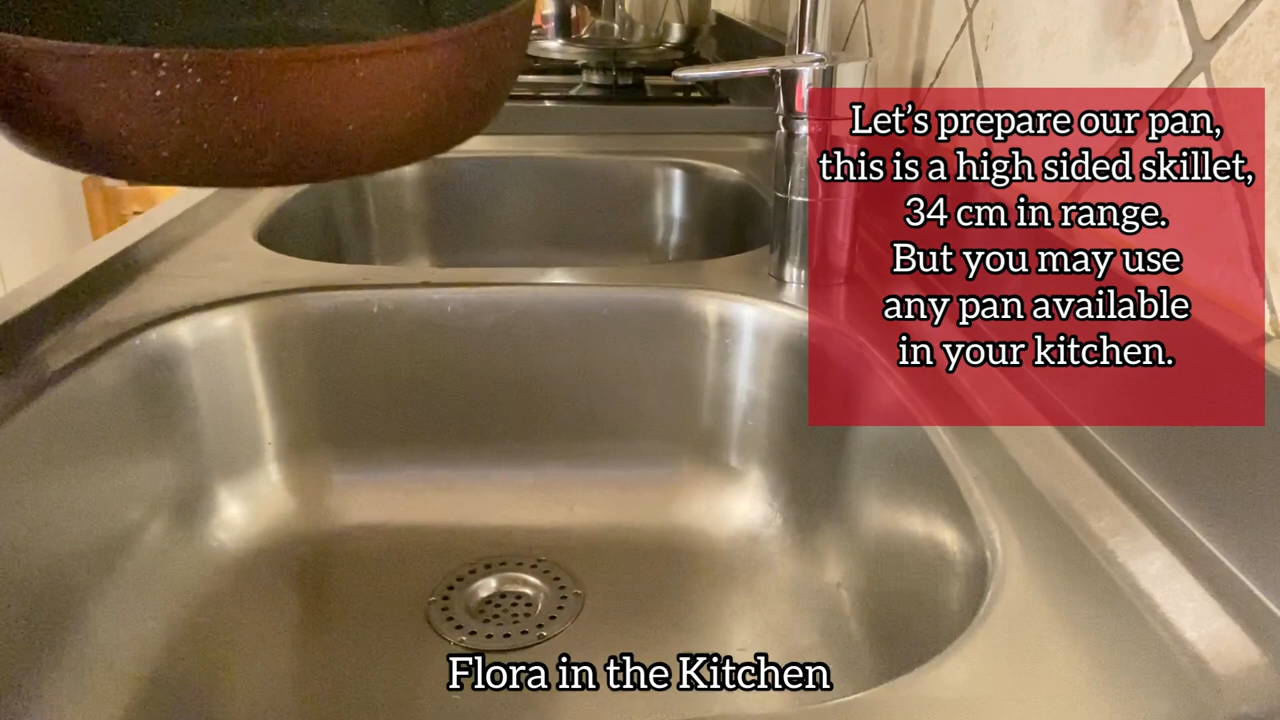 Let's prepare our pan,
this is a high sided skillet,
34 cm in range.
But you may use
any pan available
in your kitchen.
Flora in the Kitchen